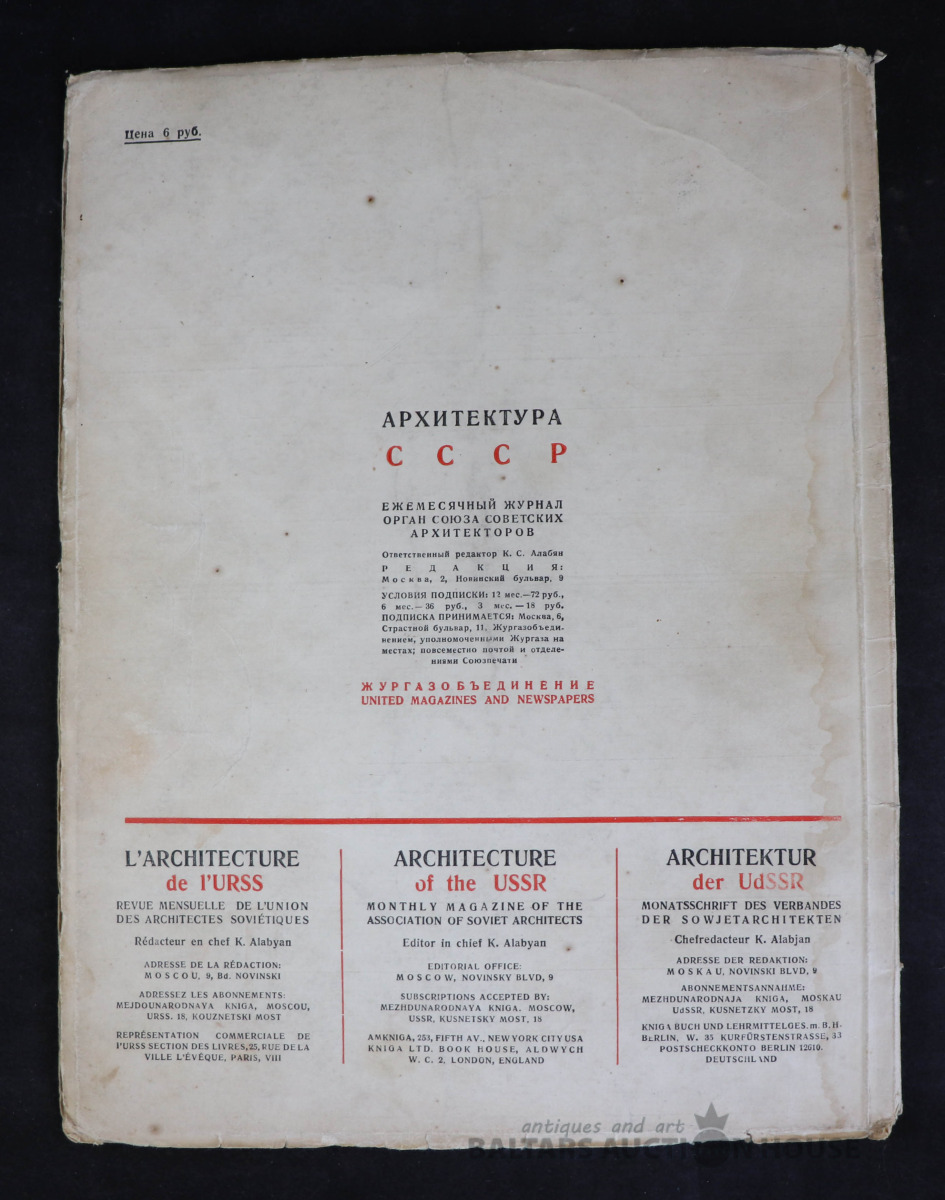 Цена 6 руб.
АРХИТЕКТУРА
СССР
ЕЖЕМЕСЯЧНЫЙ ЖУРНАЛ
ОРГАН СОЮЗА СОВЕТСКИХ
АРХИТЕКТОРОВ
Ответственный редактор К. С. Алабян
РЕДАКЦИЯ:
Москва, 2, Новинский бульвар, 9
УСЛОВИЯ ПОДПИСКИ: 12 мес.—72 руб.,
6 мес.—36 руб., 3 мес.—18 руб.
ПОДПИСКА ПРИНИМАЕТСЯ: Москва, 6,
Страстной бульвар, 11, Жургазобъеди-
нением, уполномоченными Жургаза на
местах; повсеместно почтой и отделе-
ниями Союзпечати
ЖУРГАЗОБЪЕДИНЕНИЕ
UNITED MAGAZINES AND NEWSPAPERS
L'ARCHITECTURE
de l'URSS
REVUE MENSUELLE DE L'UNION
DES ARCHITECTES SOVIÉTIQUES
Rédacteur en chef K. Alabyan
ADRESSE DE LA RÉDACTION:
MOSCOU, 9, Bd. NOVINSKI
ADRESSEZ LES ABONNEMENTS:
MEJDOUNARODNAYA KNIGA, MOSCOU,
URSS. 18, KOUZNETSKI MOST
REPRÉSENTATION COMMERCIALE DE
l'URSS SECTION DES LIVRES, 25, RUE DE LA
VILLE L'ÉVÊQUE, PARIS, VIII
ARCHITECTURE
of the USSR
MONTHLY MAGAZINE OF THE
ASSOCIATION OF SOVIET ARCHITECTS
Editor in chief K. Alabyan
EDITORIAL OFFICE:
MOSCOW, NOVINSKY BLVD, 9
SUBSCRIPTIONS ACCEPTED BY:
MEZHDUNARODNAYA KNIGA. MOSCOW,
USSR, KUSNETSKY MOST, 18
AMKNIGA, 253, FIFTH AV., NEW YORK CITY USA
KNIGA LTD. BOOK HOUSE, ALDWYCH
W. C. 2. LONDON, ENGLAND
ARCHITEKTUR
der UdSSR
MONATSSCHRIFT DES VERBANDES
DER SOWJETARCHITEKTEN
Chefredacteur K. Alabjan
ADRESSE DER REDAKTION:
MOSKAU, NOVINSKI BLVD, 9
ABONNEMENTSANNAHME:
MEZHDUNARODNAJA KNIGA, MOSKAU
UdSSR, KUSNETZKY MOST, 18
KNIGA BUCH UND LEHRMITTELGES. m. B. H.
BERLIN, W. 35 KURFÜRSTENSTRASSE, 33
POSTSCHECKKONTO BERLIN 12610.
DEUTSCHLAND
antiques and art
BALTARS AUCTION HOUSE